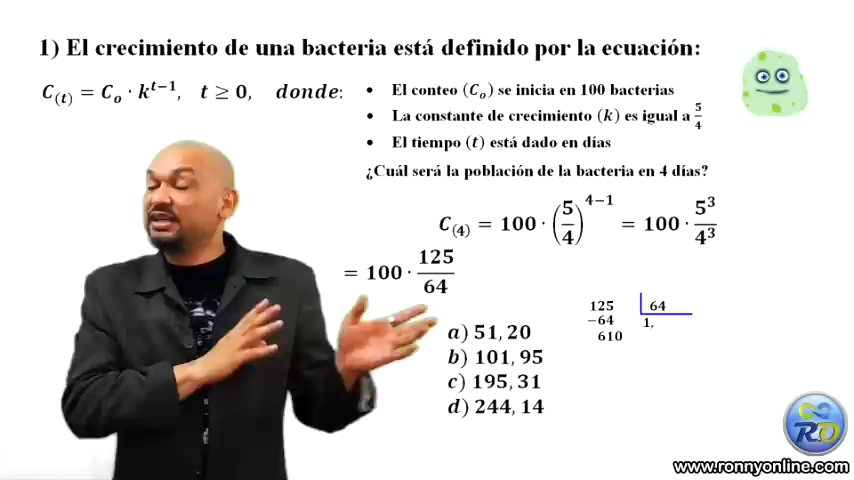 1) El crecimiento de una bacteria está definido por la ecuación:
C₍ₜ₎ = Cₒ · kᵗ⁻¹, t ≥ 0, donde:
• El conteo (Cₒ) se inicia en 100 bacterias
• La constante de crecimiento (k) es igual a 5/4
• El tiempo (t) está dado en días
¿Cuál será la población de la bacteria en 4 días?
C₍₄₎ = 100 · (5/4)⁴⁻¹ = 100 · 5³/4³
= 100 · 125/64
125 64
−64 1,
610
a) 51, 20
b) 101, 95
c) 195, 31
d) 244, 14
RO
www.ronnyonline.com